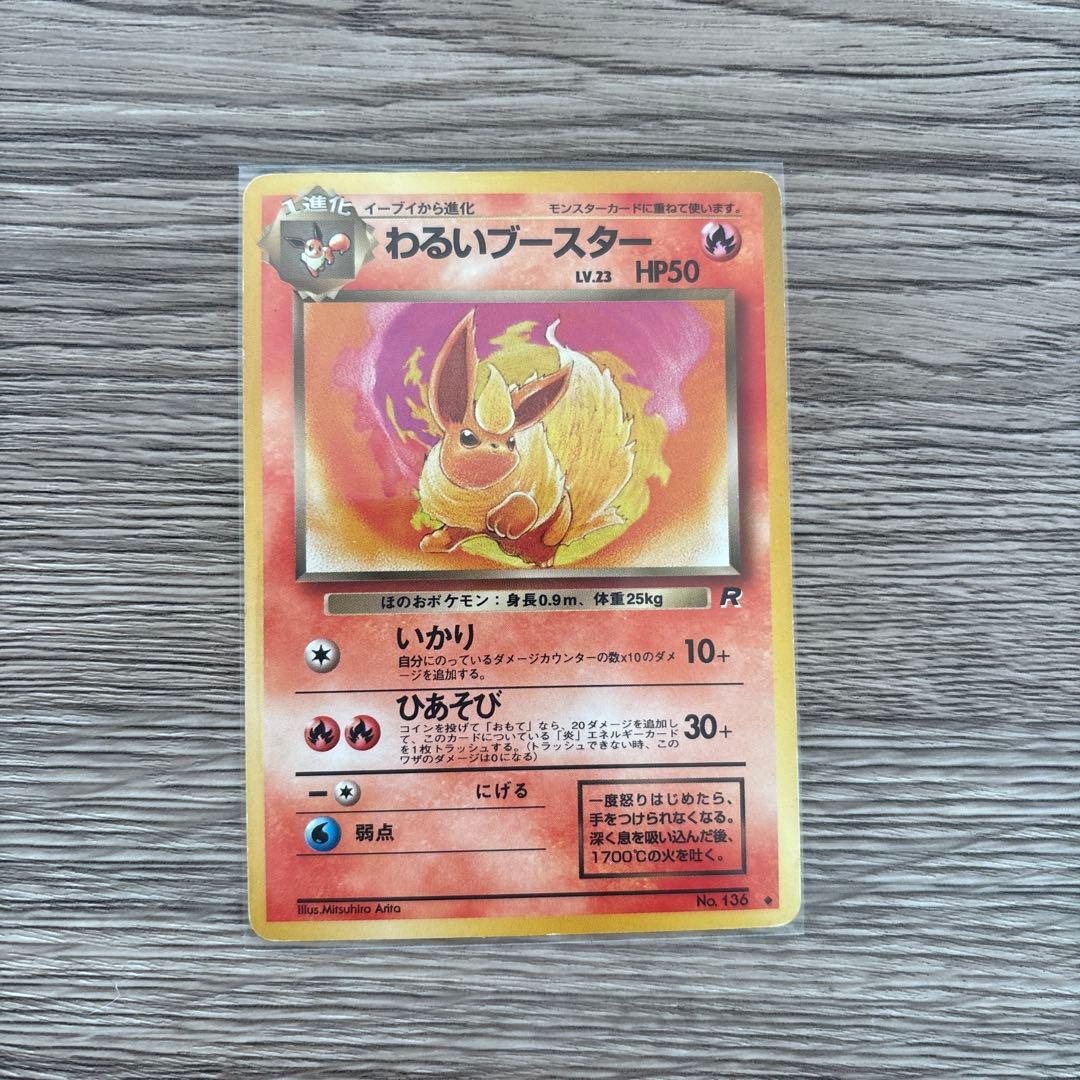 1進化
イーブイから進化
モンスターカードに重ねて使います。
わるいブースター
LV.23 HP50
ほのおポケモン：身長0.9m、体重25kg
R
いかり
自分にのっているダメージカウンターの数x10のダメ
ージを追加する。
10+
ひあそび
コインを投げて「おもて」なら、20ダメージを追加し
て、このカードについている「炎」エネルギーカード
を1枚トラッシュする。(トラッシュできない時、この
ワザのダメージは0になる)
30+
にげる
弱点
一度怒りはじめたら、
手をつけられなくなる。
深く息を吸い込んだ後、
1700℃の火を吐く。
Illus.Mitsuhiro Arita
No. 136